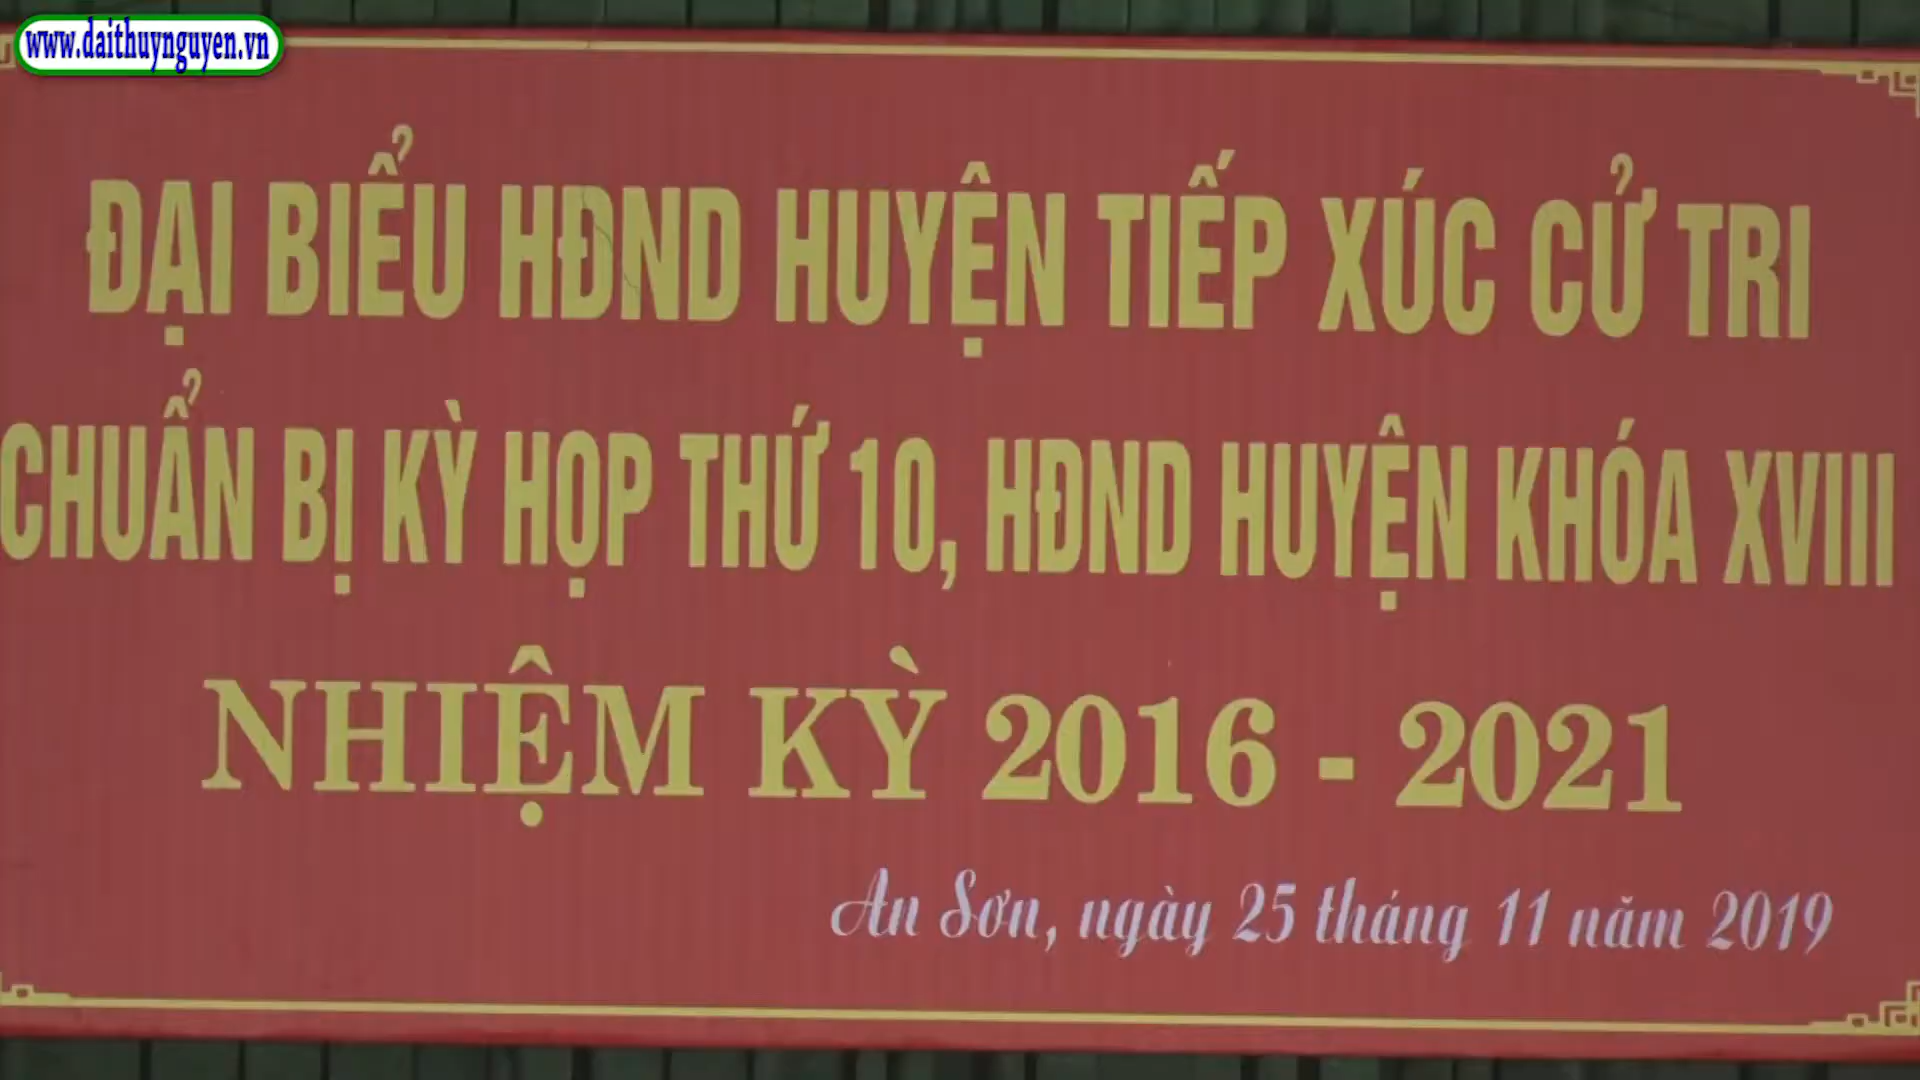 www.daithuynguyen.vn
ĐẠI BIỂU HĐND HUYỆN TIẾP XÚC CỬ TRI
CHUẨN BỊ KỲ HỌP THỨ 10, HĐND HUYỆN KHÓA XVIII
NHIỆM KỲ 2016 - 2021
An Sơn, ngày 25 tháng 11 năm 2019